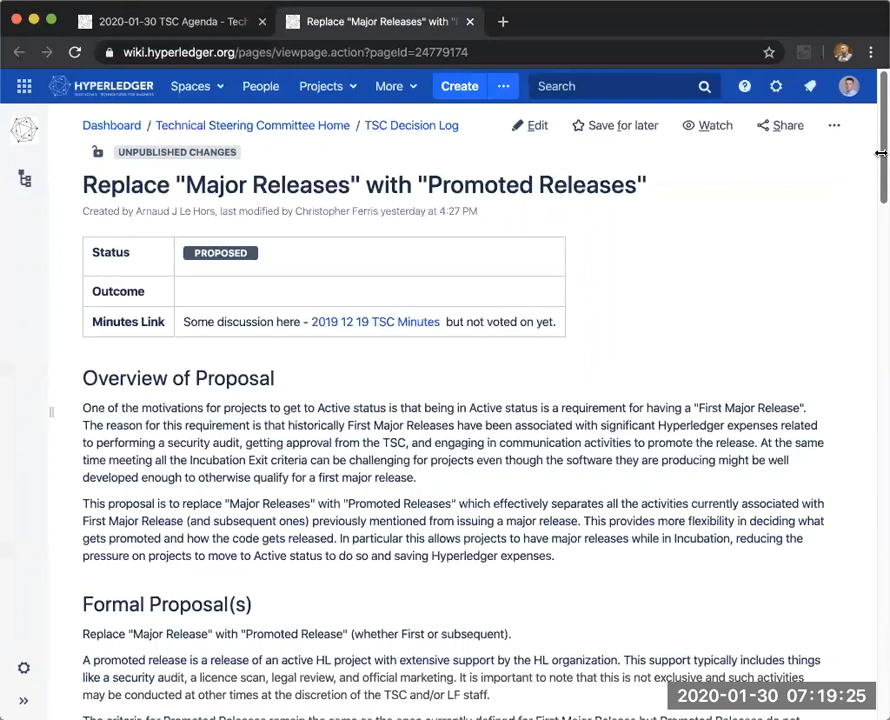 2020-01-30 TSC Agenda - Tech
Replace "Major Releases" with "P
wiki.hyperledger.org/pages/viewpage.action?pageId=24779174
HYPERLEDGER Spaces People Projects More Create ··· Search
Dashboard / Technical Steering Committee Home / TSC Decision Log Edit Save for later Watch Share ···
UNPUBLISHED CHANGES
Replace "Major Releases" with "Promoted Releases"
Created by Arnaud J Le Hors, last modified by Christopher Ferris yesterday at 4:27 PM
Status PROPOSED
Outcome
Minutes Link Some discussion here - 2019 12 19 TSC Minutes but not voted on yet.
Overview of Proposal
One of the motivations for projects to get to Active status is that being in Active status is a requirement for having a "First Major Release".
The reason for this requirement is that historically First Major Releases have been associated with significant Hyperledger expenses related
to performing a security audit, getting approval from the TSC, and engaging in communication activities to promote the release. At the same
time meeting all the Incubation Exit criteria can be challenging for projects even though the software they are producing might be well
developed enough to otherwise qualify for a first major release.
This proposal is to replace "Major Releases" with "Promoted Releases" which effectively separates all the activities currently associated with
First Major Release (and subsequent ones) previously mentioned from issuing a major release. This provides more flexibility in deciding what
gets promoted and how the code gets released. In particular this allows projects to have major releases while in Incubation, reducing the
pressure on projects to move to Active status to do so and saving Hyperledger expenses.
Formal Proposal(s)
Replace "Major Release" with "Promoted Release" (whether First or subsequent).
A promoted release is a release of an active HL project with extensive support by the HL organization. This support typically includes things
like a security audit, a licence scan, legal review, and official marketing. It is important to note that this is not exclusive and such activities
may be conducted at other times at the discretion of the TSC and/or LF staff.
2020-01-30 07:19:25